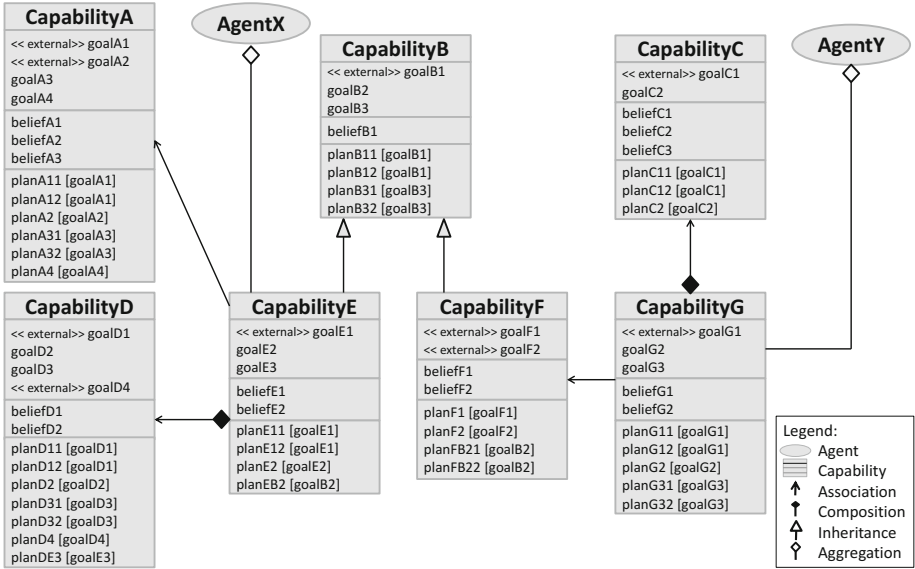 CapabilityA
<< external>> goalA1
<< external>> goalA2
goalA3
goalA4
beliefA1
beliefA2
beliefA3
planA11 [goalA1]
planA12 [goalA1]
planA2 [goalA2]
planA31 [goalA3]
planA32 [goalA3]
planA4 [goalA4]
AgentX
CapabilityB
<< external>> goalB1
goalB2
goalB3
beliefB1
planB11 [goalB1]
planB12 [goalB1]
planB31 [goalB3]
planB32 [goalB3]
CapabilityC
<< external>> goalC1
goalC2
beliefC1
beliefC2
beliefC3
planC11 [goalC1]
planC12 [goalC1]
planC2 [goalC2]
AgentY
CapabilityD
<< external>> goalD1
goalD2
goalD3
<< external>> goalD4
beliefD1
beliefD2
planD11 [goalD1]
planD12 [goalD1]
planD2 [goalD2]
planD31 [goalD3]
planD32 [goalD3]
planD4 [goalD4]
planDE3 [goalE3]
CapabilityE
<< external>> goalE1
goalE2
goalE3
beliefE1
beliefE2
planE11 [goalE1]
planE12 [goalE1]
planE2 [goalE2]
planEB2 [goalB2]
CapabilityF
<< external>> goalF1
<< external>> goalF2
beliefF1
beliefF2
planF1 [goalF1]
planF2 [goalF2]
planFB21 [goalB2]
planFB22 [goalB2]
CapabilityG
<< external>> goalG1
goalG2
goalG3
beliefG1
beliefG2
planG11 [goalG1]
planG12 [goalG1]
planG2 [goalG2]
planG31 [goalG3]
planG32 [goalG3]
Legend:
Agent
Capability
Association
Composition
Inheritance
Aggregation